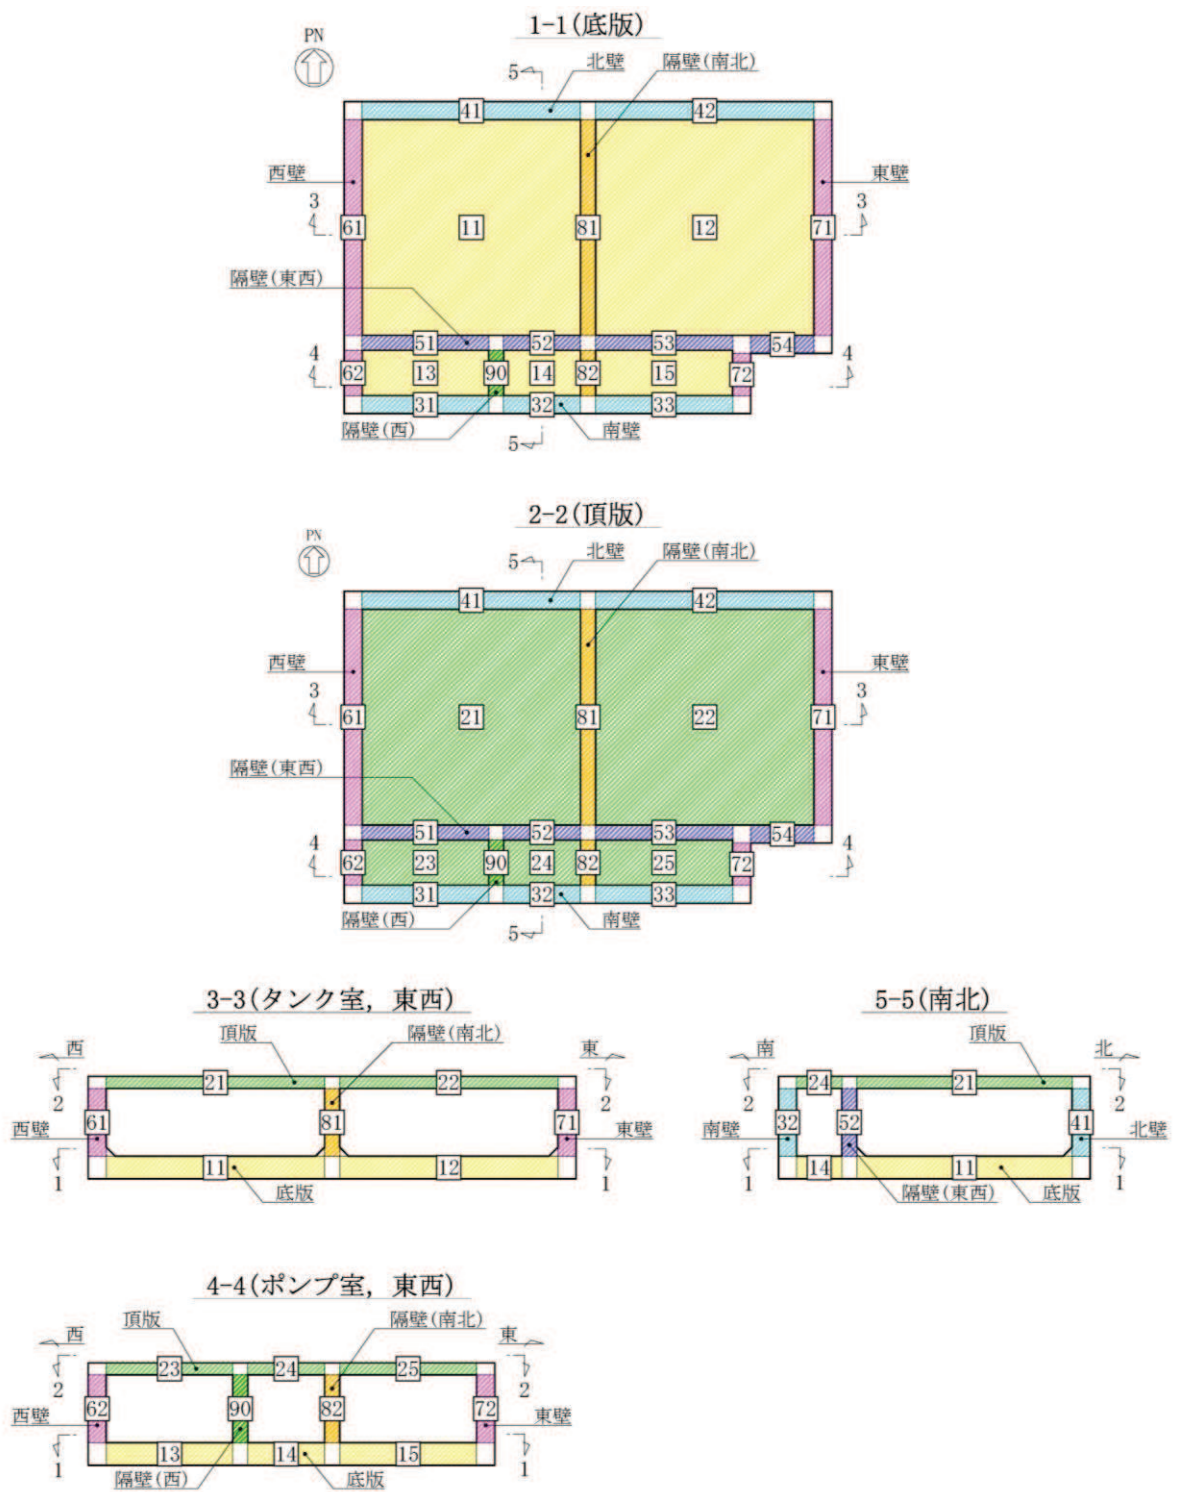 1-1(底版)
PN
5
北壁
隔壁(南北)
41
42
西壁
東壁
3
3
61
11
81
12
71
隔壁(東西)
51
52
53
54
4
4
62
13
90
14
82
15
72
31
32
33
隔壁(西)
南壁
5
2-2(頂版)
PN
5
北壁
隔壁(南北)
41
42
西壁
東壁
3
3
61
21
81
22
71
隔壁(東西)
51
52
53
54
4
4
62
23
90
24
82
25
72
31
32
33
隔壁(西)
南壁
5
3-3(タンク室, 東西)
頂版
隔壁(南北)
西
東
21
22
2
2
61
81
71
西壁
東壁
11
12
1
1
底版
5-5(南北)
頂版
南
北
24
21
2
2
32
52
41
南壁
北壁
14
11
1
1
隔壁(東西)
底版
4-4(ポンプ室, 東西)
頂版
隔壁(南北)
西
東
23
24
25
2
2
62
90
82
72
西壁
東壁
13
14
15
1
1
隔壁(西)
底版